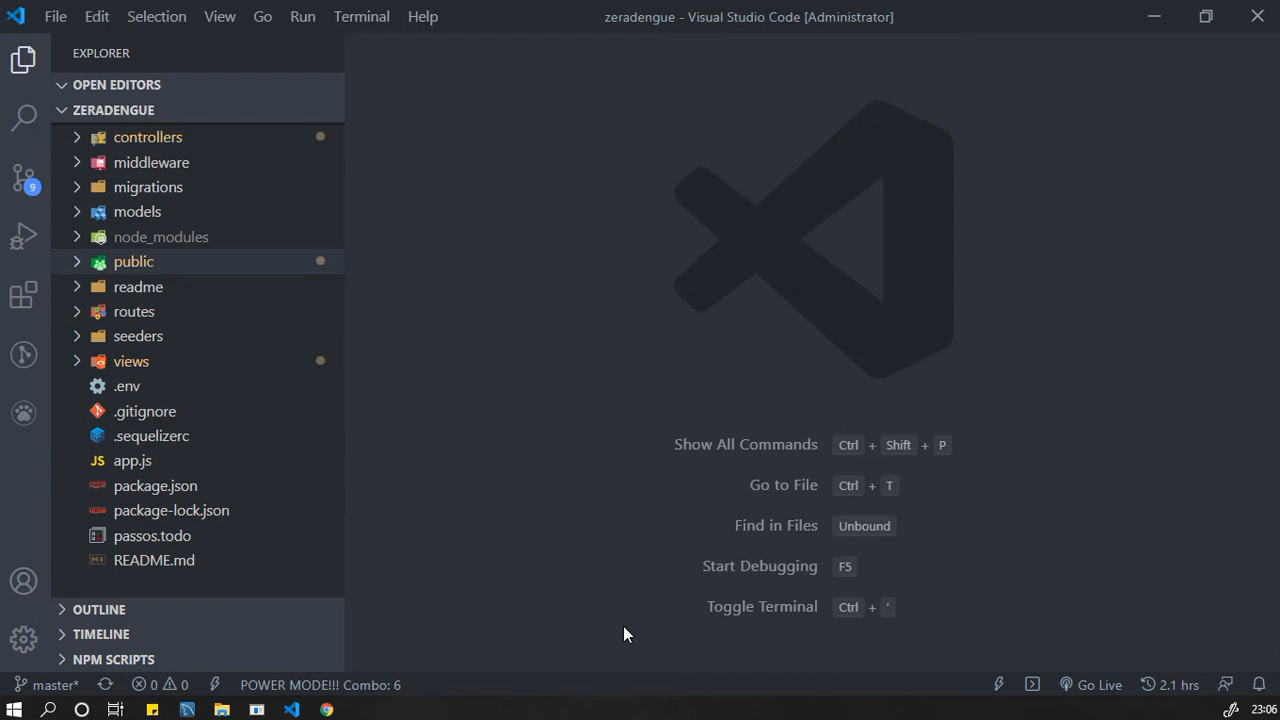 File Edit Selection View Go Run Terminal Help
zeradengue - Visual Studio Code [Administrator]
EXPLORER
OPEN EDITORS
ZERADENGUE
controllers
middleware
migrations
models
node_modules
public
readme
routes
seeders
views
.env
.gitignore
.sequelizerc
JS app.js
package.json
package-lock.json
passos.todo
README.md
OUTLINE
TIMELINE
NPM SCRIPTS
9
Show All Commands Ctrl + Shift + P
Go to File Ctrl + T
Find in Files Unbound
Start Debugging F5
Toggle Terminal Ctrl + '
master* 0 0 POWER MODE!!! Combo: 6 Go Live 2.1 hrs
23:06